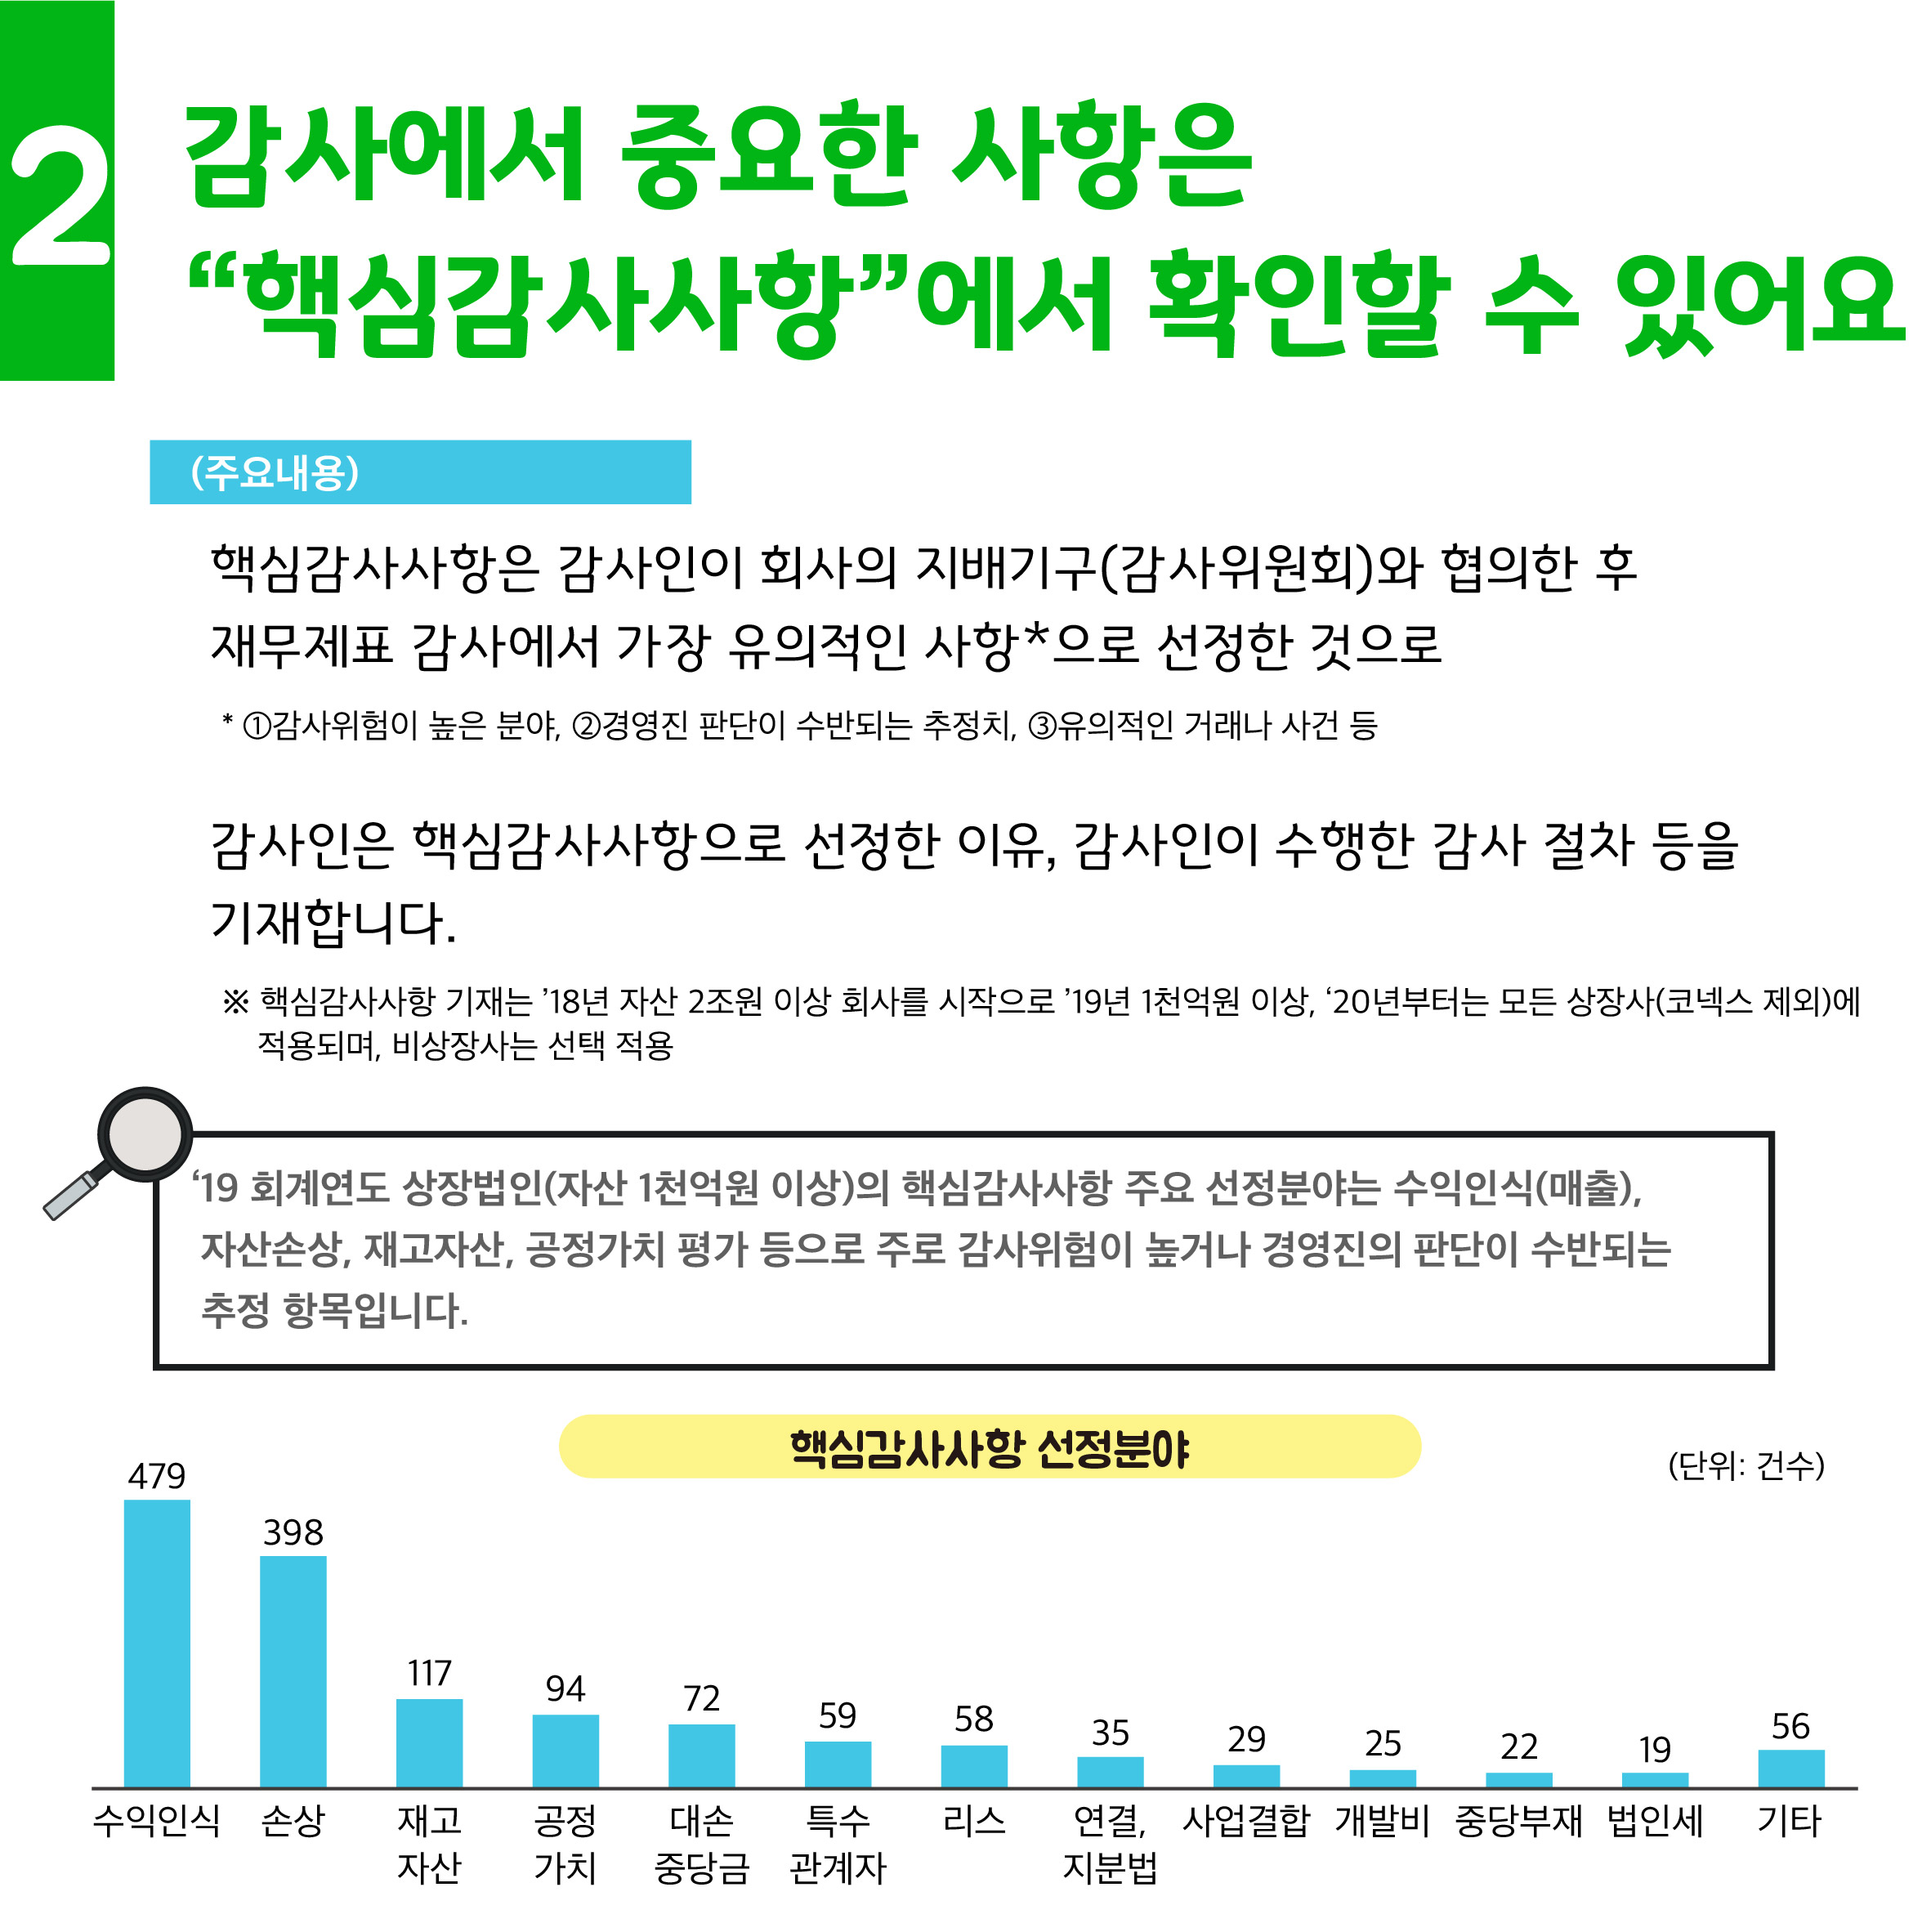 2
감사에서 중요한 사항은
“핵심감사사항”에서 확인할 수 있어요
(주요내용)
핵심감사사항은 감사인이 회사의 지배기구(감사위원회)와 협의한 후
재무제표 감사에서 가장 유의적인 사항*으로 선정한 것으로
* ①감사위험이 높은 분야, ②경영진 판단이 수반되는 추정치, ③유의적인 거래나 사건 등
감사인은 핵심감사사항으로 선정한 이유, 감사인이 수행한 감사 절차 등을
기재합니다.
※ 핵심감사사항 기재는 ’18년 자산 2조원 이상 회사를 시작으로 ’19년 1천억원 이상, ‘20년부터는 모든 상장사(코넥스 제외)에
적용되며, 비상장사는 선택 적용
‘19 회계연도 상장법인(자산 1천억원 이상)의 핵심감사사항 주요 선정분야는 수익인식(매출),
자산손상, 재고자산, 공정가치 평가 등으로 주로 감사위험이 높거나 경영진의 판단이 수반되는
추정 항목입니다.
핵심감사사항 선정분야
(단위: 건수)
479 398 117 94 72 59 58 35 29 25 22 19 56
수익인식 손상 재고 공정 대손 특수 리스 연결, 사업결합 개발비 충당부채 법인세 기타
자산 가치 충당금 관계자 지분법